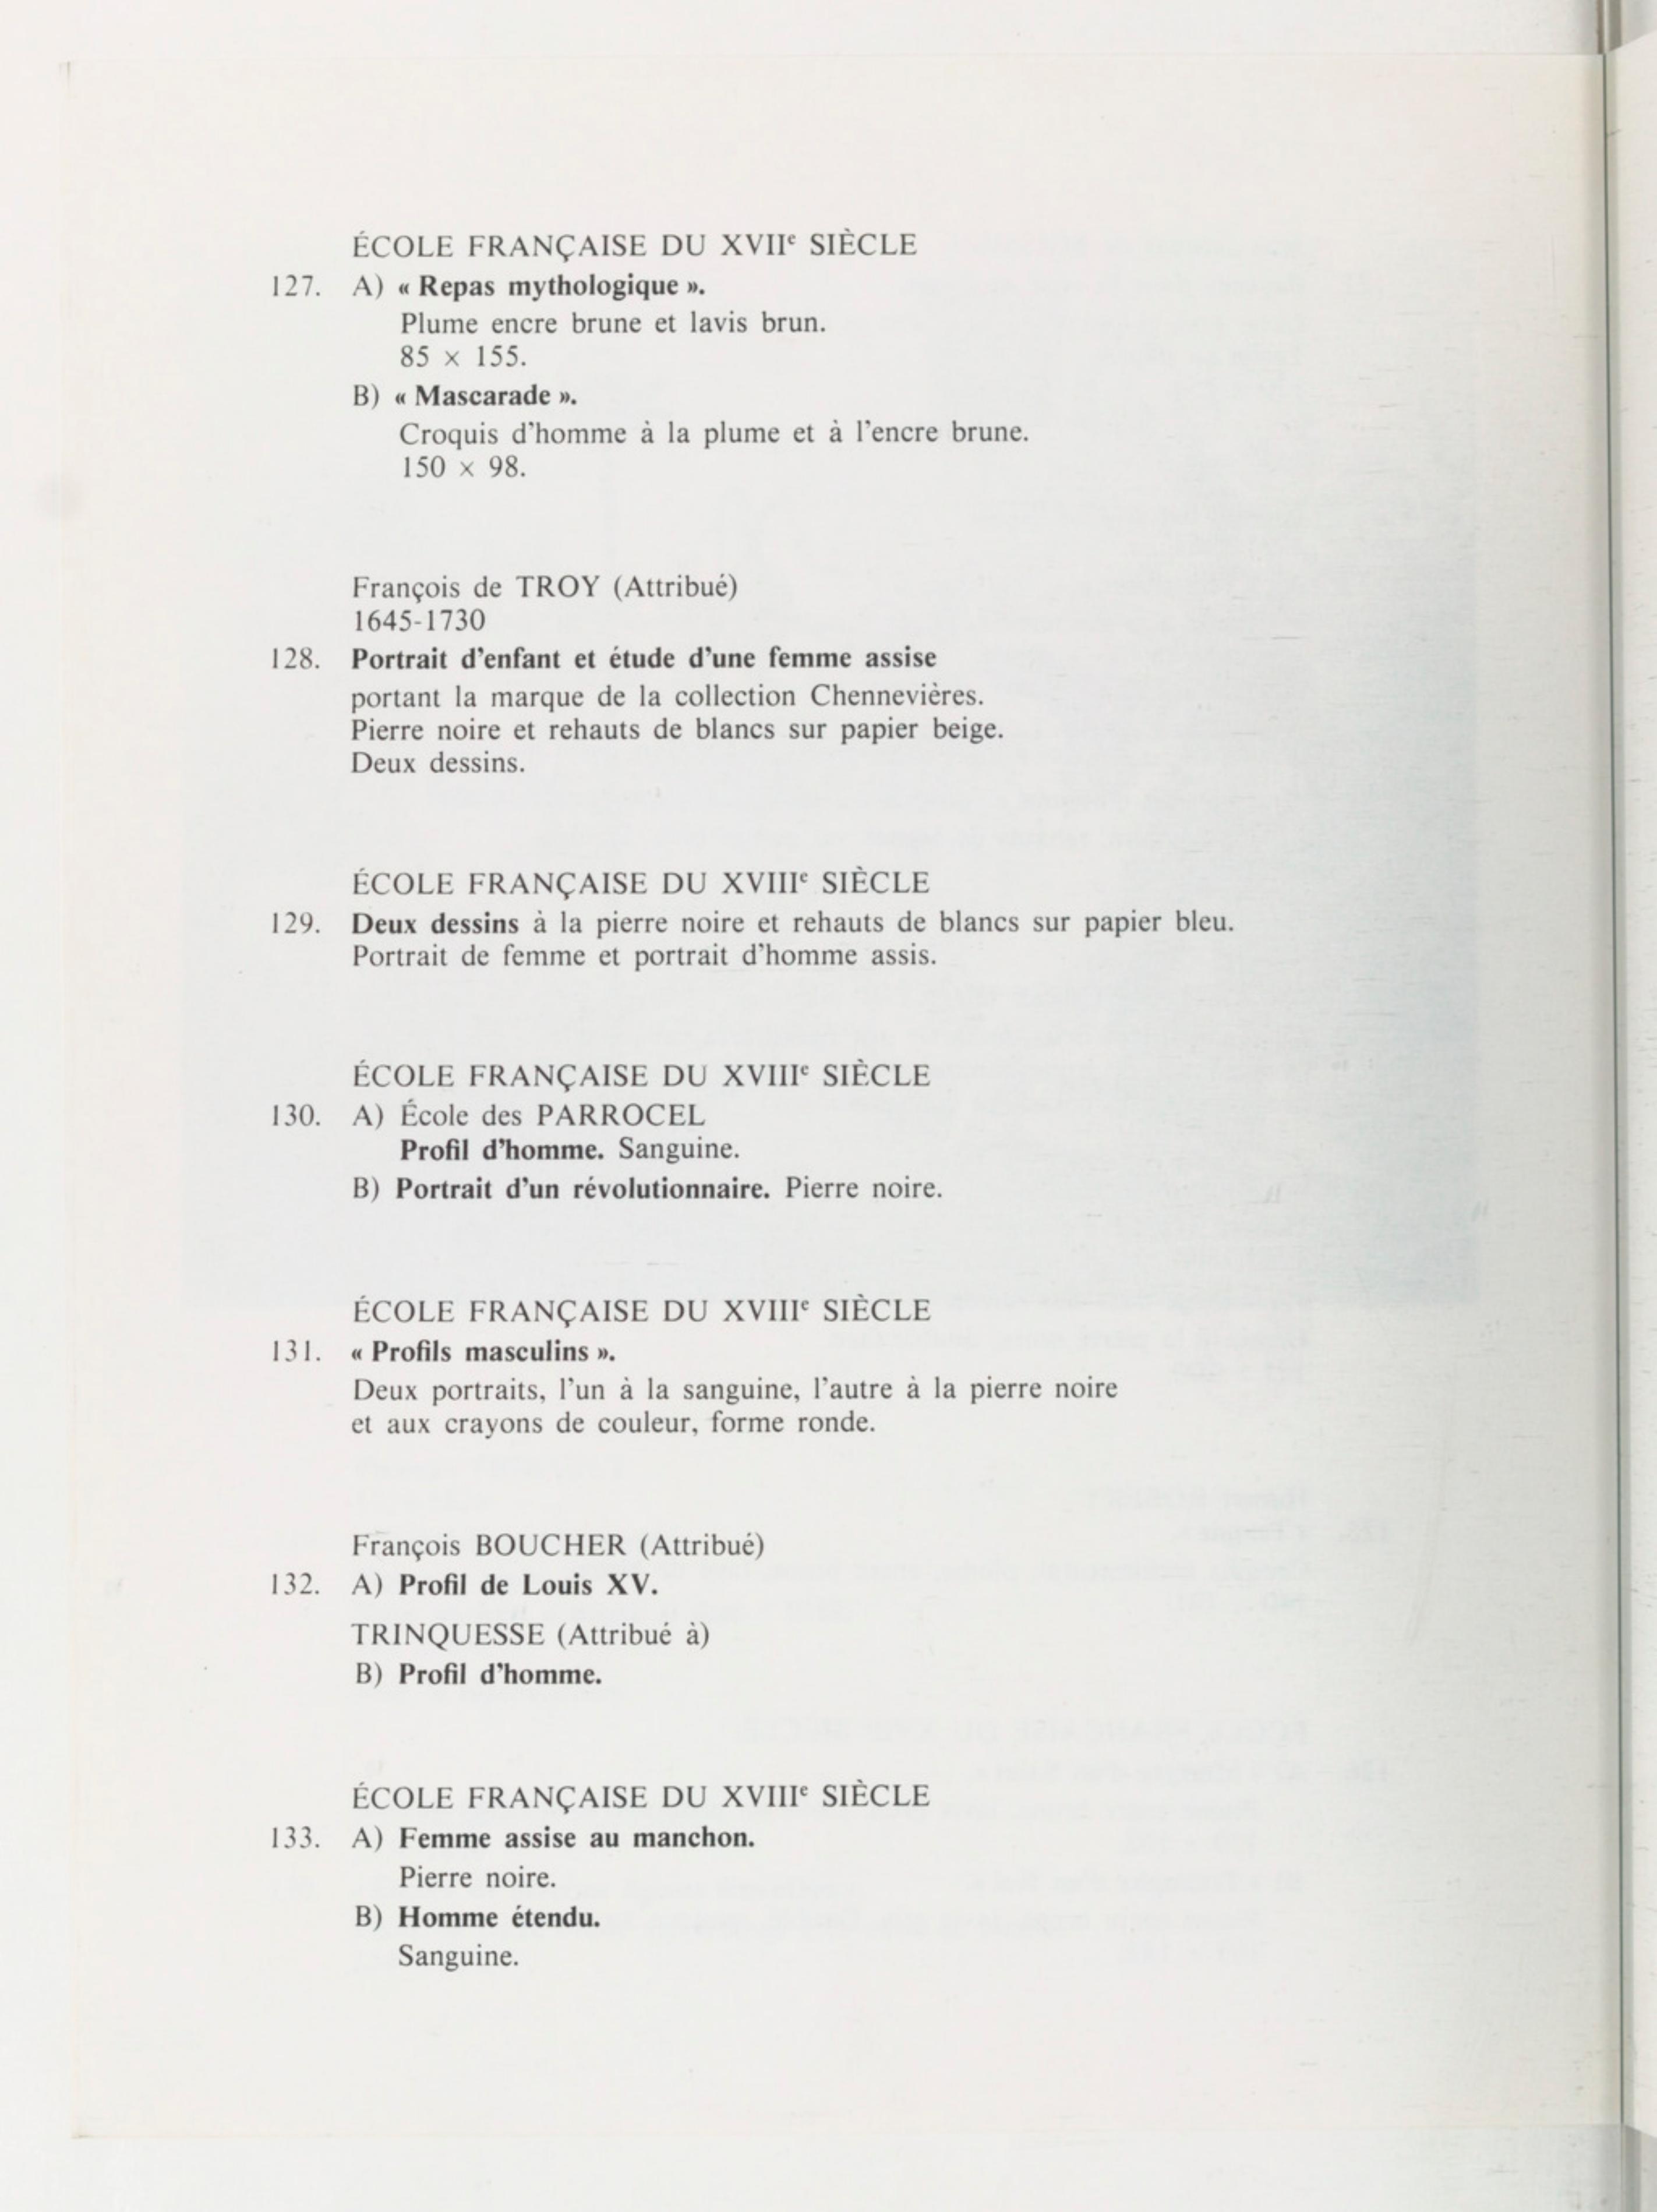 ÉCOLE FRANÇAISE DU XVIIe SIÈCLE
127. A) « Repas mythologique ».
Plume encre brune et lavis brun.
85 × 155.
B) « Mascarade ».
Croquis d'homme à la plume et à l'encre brune.
150 × 98.
François de TROY (Attribué)
1645-1730
128. Portrait d'enfant et étude d'une femme assise
portant la marque de la collection Chennevières.
Pierre noire et rehauts de blancs sur papier beige.
Deux dessins.
ÉCOLE FRANÇAISE DU XVIIIe SIÈCLE
129. Deux dessins à la pierre noire et rehauts de blancs sur papier bleu.
Portrait de femme et portrait d'homme assis.
ÉCOLE FRANÇAISE DU XVIIIe SIÈCLE
130. A) École des PARROCEL
Profil d'homme. Sanguine.
B) Portrait d'un révolutionnaire. Pierre noire.
ÉCOLE FRANÇAISE DU XVIIIe SIÈCLE
131. « Profils masculins ».
Deux portraits, l'un à la sanguine, l'autre à la pierre noire
et aux crayons de couleur, forme ronde.
François BOUCHER (Attribué)
132. A) Profil de Louis XV.
TRINQUESSE (Attribué à)
B) Profil d'homme.
ÉCOLE FRANÇAISE DU XVIIIe SIÈCLE
133. A) Femme assise au manchon.
Pierre noire.
B) Homme étendu.
Sanguine.